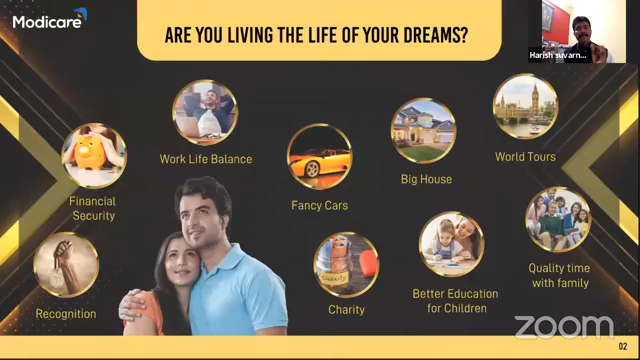 Modicare
ARE YOU LIVING THE LIFE OF YOUR DREAMS?
Harish suvarn...
Work Life Balance
World Tours
Big House
Financial
Security
Fancy Cars
Quality time
with family
Better Education
for Children
Recognition
Charity
zoom
02